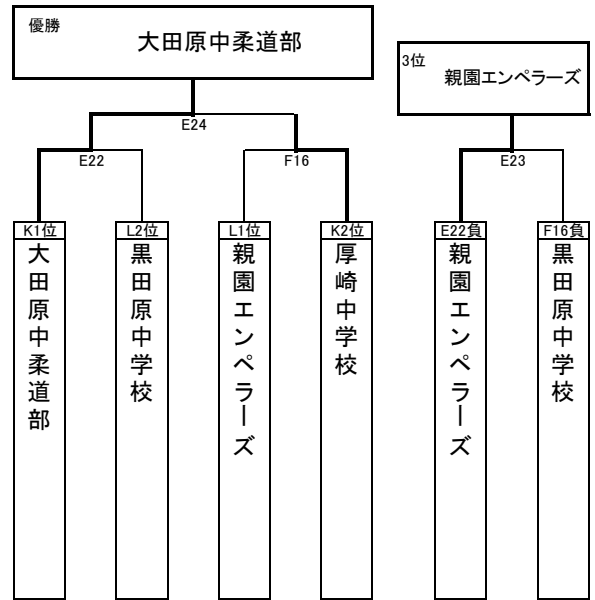 優勝
大田原中柔道部
3位
親園エンペラーズ
E24
E22
F16
E23
K1位
L2位
L1位
K2位
E22負
F16負
大田原中柔道部
黒田原中学校
親園エンペラーズ
厚崎中学校
親園エンペラーズ
黒田原中学校